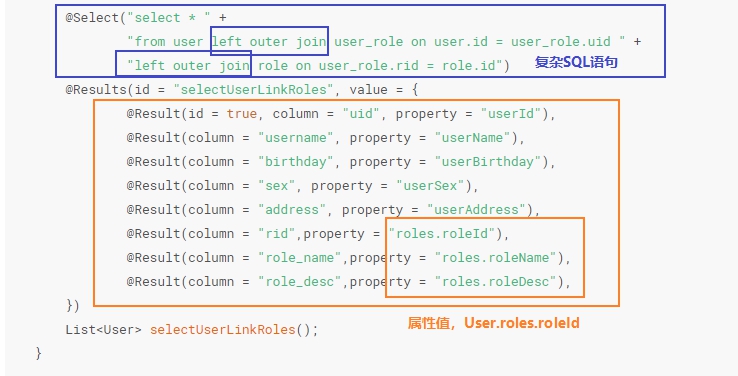 @Select("select * " +
"from user left outer join user_role on user.id = user_role.uid " +
"left outer join role on user_role.rid = role.id")
复杂SQL语句
@Results(id = "selectUserLinkRoles", value = {
@Result(id = true, column = "uid", property = "userId"),
@Result(column = "username", property = "userName"),
@Result(column = "birthday", property = "userBirthday"),
@Result(column = "sex", property = "userSex"),
@Result(column = "address", property = "userAddress"),
@Result(column = "rid",property = "roles.roleId"),
@Result(column = "role_name",property = "roles.roleName"),
@Result(column = "role_desc",property = "roles.roleDesc"),
})
属性值，User.roles.roleId
List<User> selectUserLinkRoles();
}